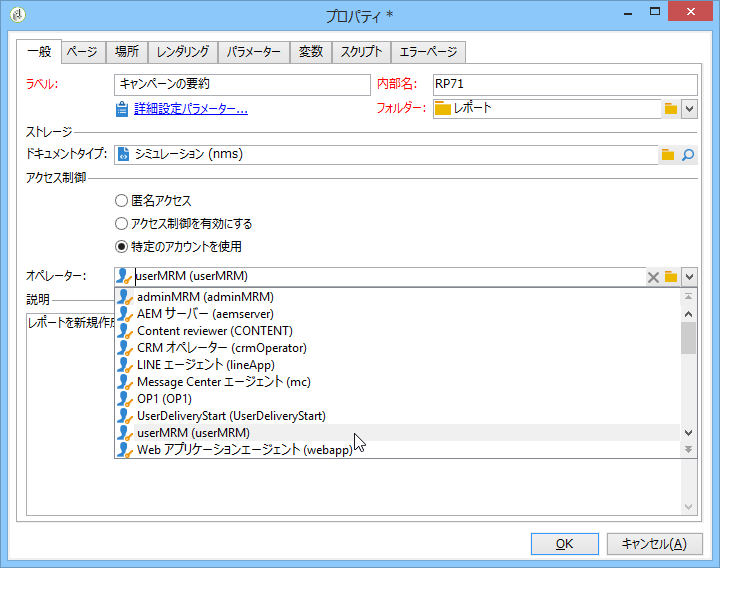 プロパティ *
一般 ページ 場所 レンダリング パラメーター 変数 スクリプト エラーページ
ラベル: キャンペーンの要約 内部名: RP71
詳細設定パラメーター... フォルダー: レポート
ストレージ
ドキュメントタイプ: シミュレーション (nms)
アクセス制御
匿名アクセス
アクセス制御を有効にする
特定のアカウントを使用
オペレーター: userMRM (userMRM)
adminMRM (adminMRM)
説明
AEM サーバー (aemserver)
レポートを新規作成
Content reviewer (CONTENT)
CRM オペレーター (crmOperator)
LINE エージェント (lineApp)
Message Center エージェント (mc)
OP1 (OP1)
UserDeliveryStart (UserDeliveryStart)
userMRM (userMRM)
Web アプリケーションエージェント (webapp)
OK キャンセル(A)